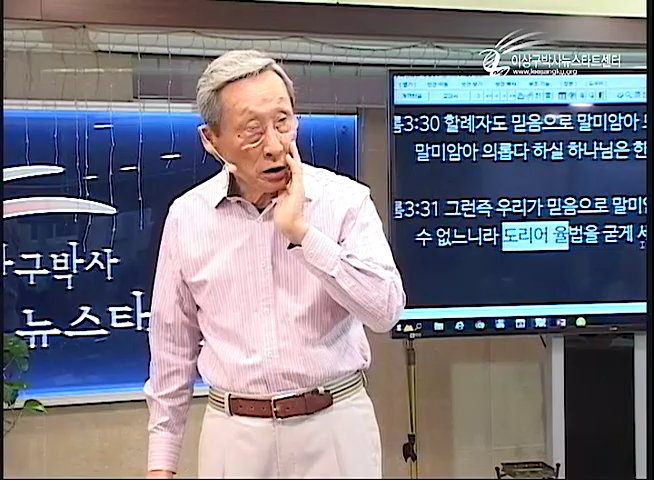 이상구박사뉴스타트센터
www.leesangku.org
3:30 할례자도 믿음으로 말미암아
말미암아 의롭다 하실 하나님은 한
3:31 그런즉 우리가 믿음으로 말미
수 없느니라 도리어 율법을 굳게
구박사
뉴스타트